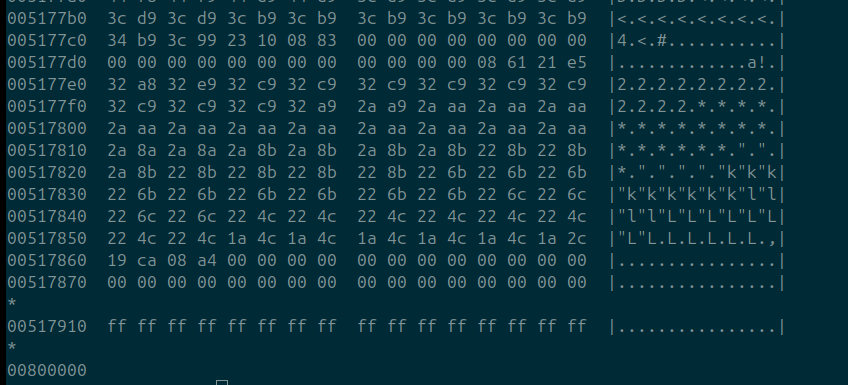 005177b0  3c d9 3c d9 3c b9 3c b9  3c b9 3c b9 3c b9 3c b9  |<.<.<.<.<.<.<.<.|
005177c0  34 b9 3c 99 23 10 08 83  00 00 00 00 00 00 00 00  |4.<.#...........|
005177d0  00 00 00 00 00 00 00 00  00 00 00 00 08 61 21 e5  |.............a!.|
005177e0  32 a8 32 e9 32 c9 32 c9  32 c9 32 c9 32 c9 32 c9  |2.2.2.2.2.2.2.2.|
005177f0  32 c9 32 c9 32 c9 32 a9  2a a9 2a aa 2a aa 2a aa  |2.2.2.2.*.*.*.*.|
00517800  2a aa 2a aa 2a aa 2a aa  2a aa 2a aa 2a aa 2a aa  |*.*.*.*.*.*.*.*.|
00517810  2a 8a 2a 8a 2a 8b 2a 8b  2a 8b 2a 8b 22 8b 22 8b  |*.*.*.*.*.*.".".|
00517820  2a 8b 22 8b 22 8b 22 8b  22 8b 22 6b 22 6b 22 6b  |*.".".".".“k"k"k|
00517830  22 6b 22 6b 22 6b 22 6b  22 6b 22 6b 22 6c 22 6c  |"k"k"k"k"k"k"l"l|
00517840  22 6c 22 6c 22 4c 22 4c  22 4c 22 4c 22 4c 22 4c  |"l"l"L"L"L"L"L"L|
00517850  22 4c 22 4c 1a 4c 1a 4c  1a 4c 1a 4c 1a 4c 1a 2c  |"L"L.L.L.L.L.L.,|
00517860  19 ca 08 a4 00 00 00 00  00 00 00 00 00 00 00 00  |................|
00517870  00 00 00 00 00 00 00 00  00 00 00 00 00 00 00 00  |................|
*
00517910  ff ff ff ff ff ff ff ff  ff ff ff ff ff ff ff ff  |................|
*
00800000